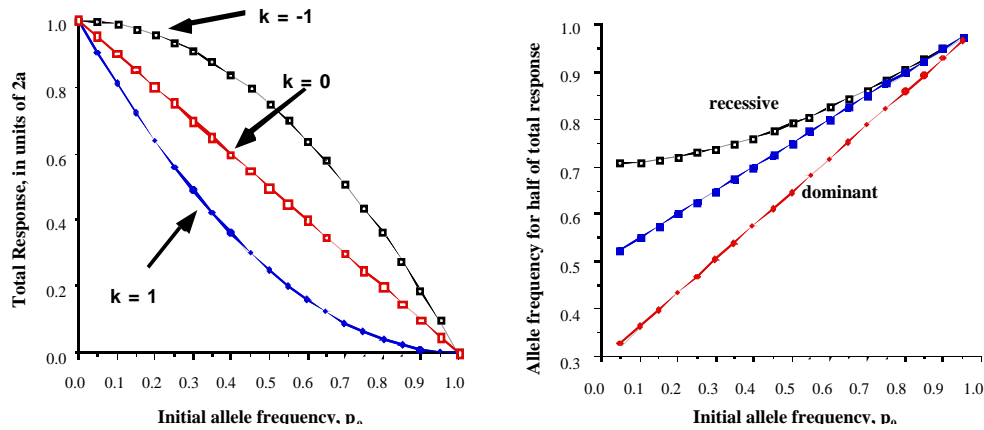 Total Response, in units of 2a
1.0
0.8
0.6
0.4
0.2
0.0
k = -1
k = 0
k = 1
0.0 0.1 0.2 0.3 0.4 0.5 0.6 0.7 0.8 0.9 1.0
Initial allele frequency, p
Allele frequency for half of total response
1.0
0.9
0.8
0.7
0.6
0.5
0.4
0.3
recessive
dominant
0.0 0.1 0.2 0.3 0.4 0.5 0.6 0.7 0.8 0.9 1.0
Initial allele frequency, p